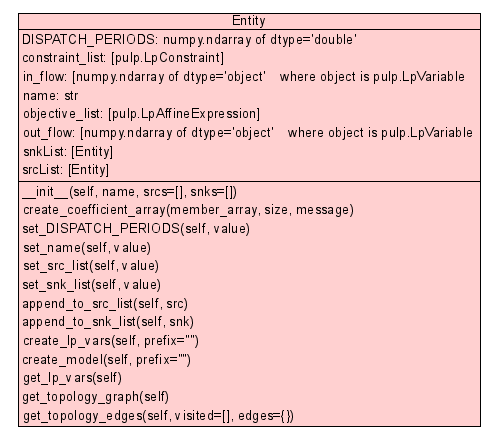 Entity
DISPATCH_PERIODS: numpy.ndarray of dtype='double'
constraint_list: [pulp.LpConstraint]
in_flow: [numpy.ndarray of dtype='object' where object is pulp.LpVariable
name: str
objective_list: [pulp.LpAffineExpression]
out_flow: [numpy.ndarray of dtype='object' where object is pulp.LpVariable
snkList: [Entity]
srcList: [Entity]
__init__(self, name, srcs=[], snks=[])
create_coefficient_array(member_array, size, message)
set_DISPATCH_PERIODS(self, value)
set_name(self, value)
set_src_list(self, value)
set_snk_list(self, value)
append_to_src_list(self, src)
append_to_snk_list(self, snk)
create_lp_vars(self, prefix="")
create_model(self, prefix="")
get_lp_vars(self)
get_topology_graph(self)
get_topology_edges(self, visited=[], edges={})